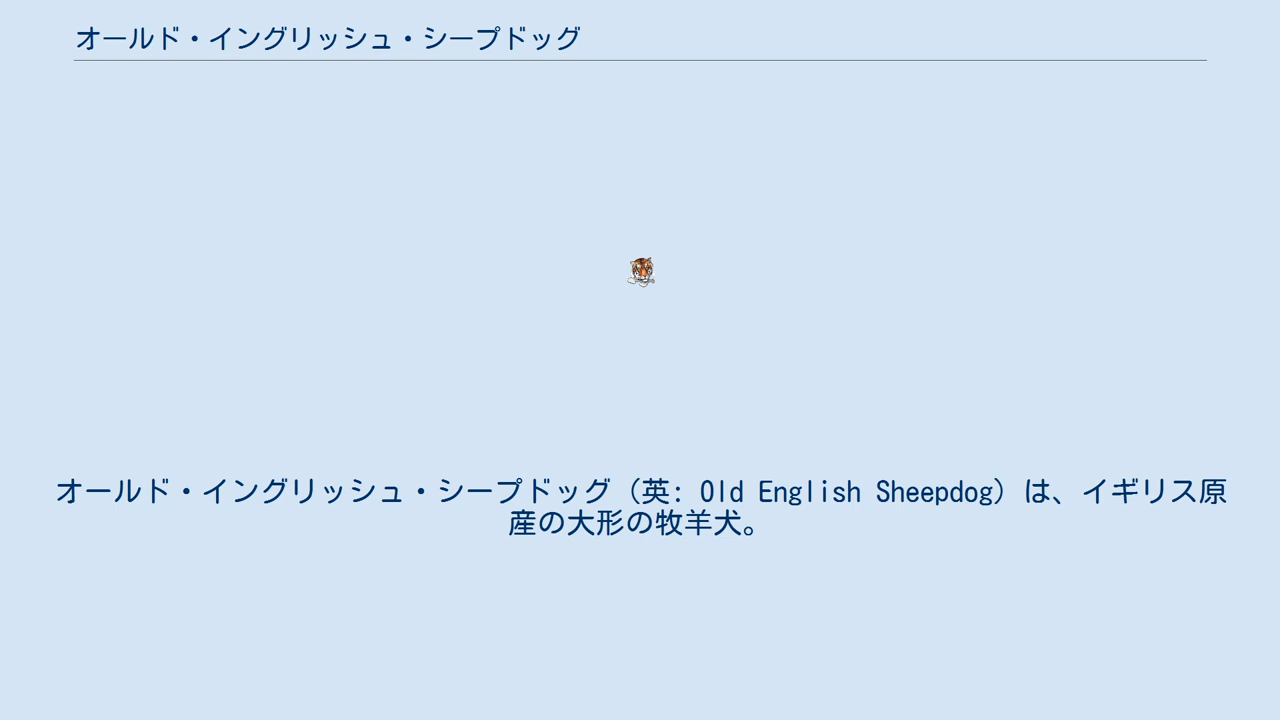 オールド・イングリッシュ・シープドッグ
オールド・イングリッシュ・シープドッグ（英: Old English Sheepdog）は、イギリス原
産の大形の牧羊犬。